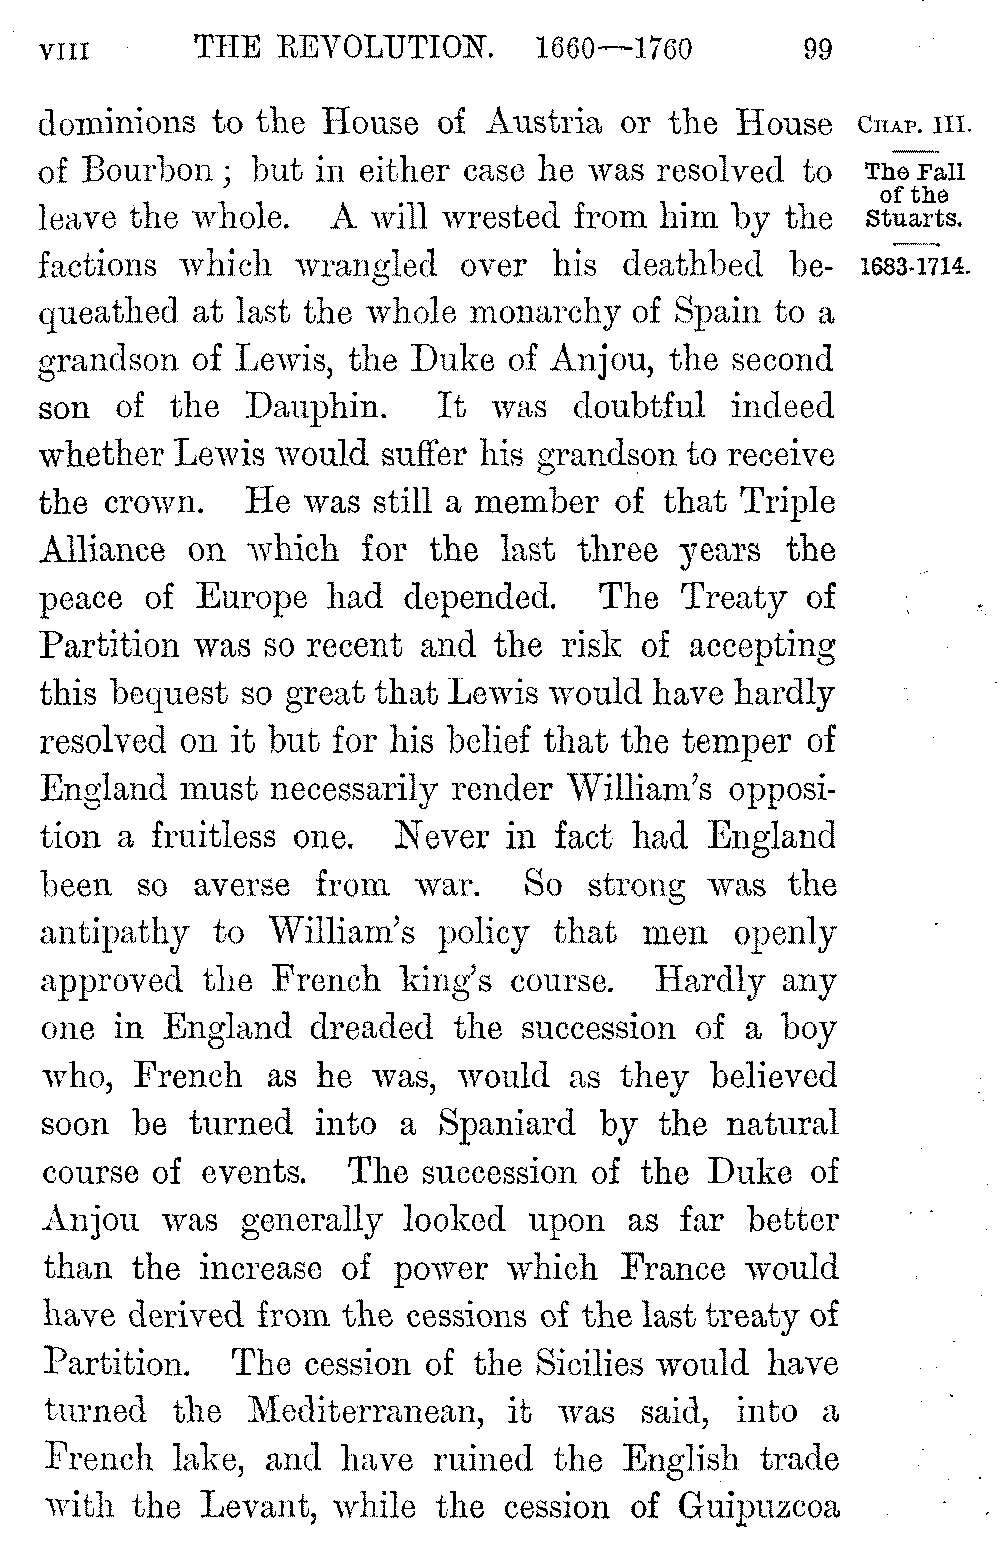 VIII THE REVOLUTION. 1660—1760 99
dominions to the House of Austria or the House
of Bourbon; but in either case he was resolved to
leave the whole. A will wrested from him by the
factions which wrangled over his deathbed be-
queathed at last the whole monarchy of Spain to a
grandson of Lewis, the Duke of Anjou, the second
son of the Dauphin. It was doubtful indeed
whether Lewis would suffer his grandson to receive
the crown. He was still a member of that Triple
Alliance on which for the last three years the
peace of Europe had depended. The Treaty of
Partition was so recent and the risk of accepting
this bequest so great that Lewis would have hardly
resolved on it but for his belief that the temper of
England must necessarily render William's opposi-
tion a fruitless one. Never in fact had England
been so averse from war. So strong was the
antipathy to William's policy that men openly
approved the French king's course. Hardly any
one in England dreaded the succession of a boy
who, French as he was, would as they believed
soon be turned into a Spaniard by the natural
course of events. The succession of the Duke of
Anjou was generally looked upon as far better
than the increase of power which France would
have derived from the cessions of the last treaty of
Partition. The cession of the Sicilies would have
turned the Mediterranean, it was said, into a
French lake, and have ruined the English trade
with the Levant, while the cession of Guipuzcoa
CHAP. III.
The Fall
of the
Stuarts.
1683-1714.